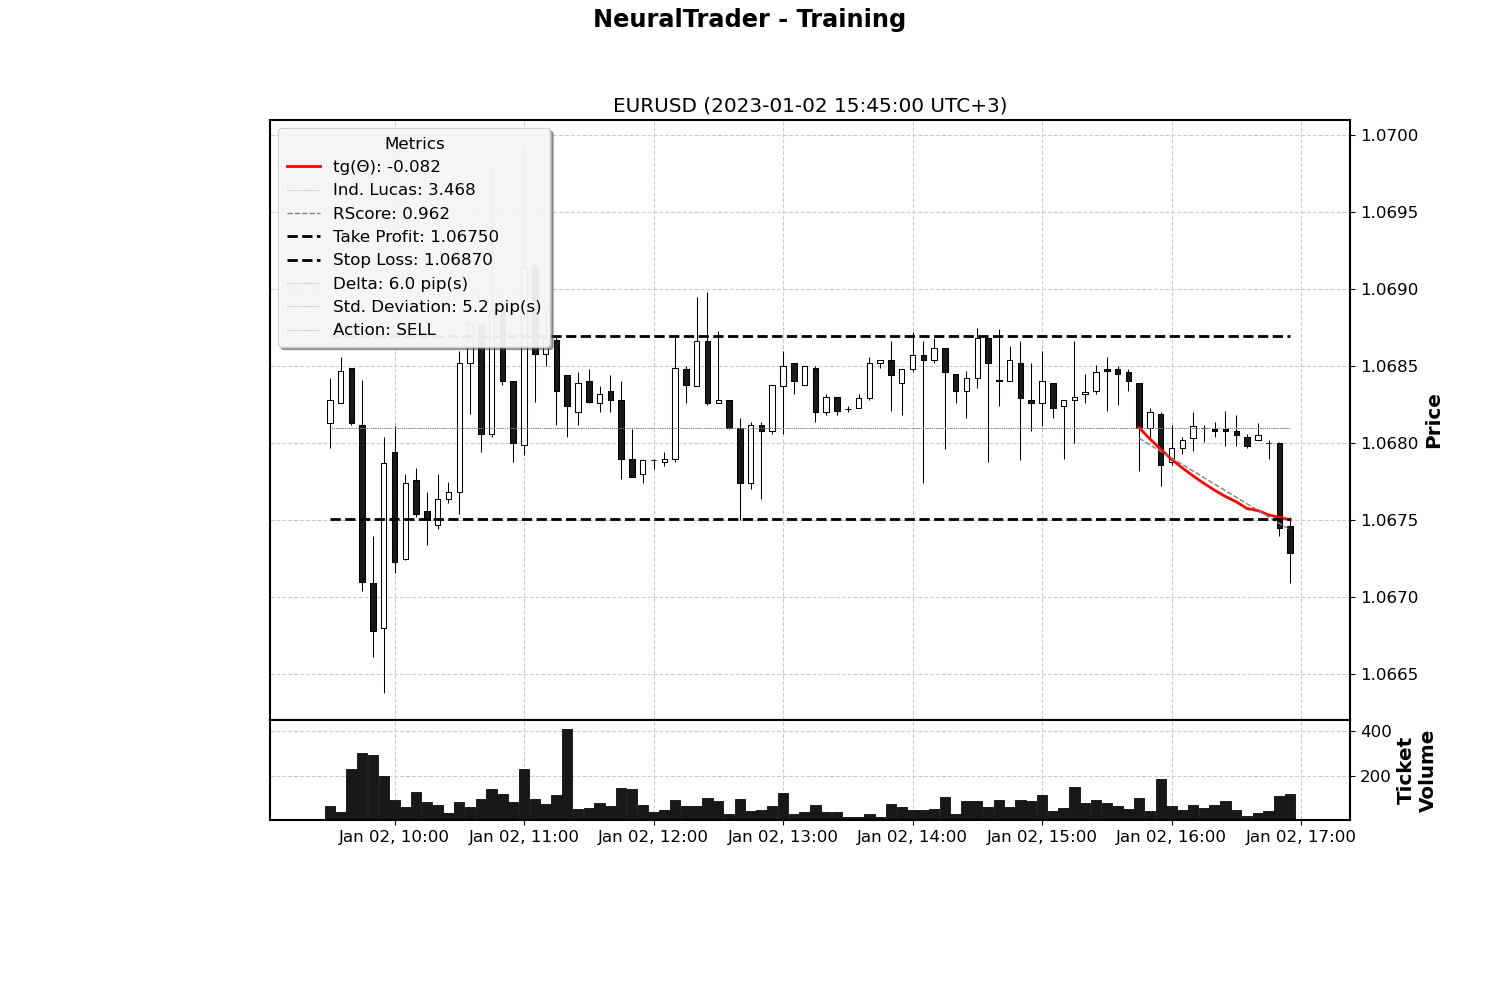 NeuralTrader - Training
EURUSD (2023-01-02 15:45:00 UTC+3)
Metrics
tg(Θ): -0.082
Ind. Lucas: 3.468
RScore: 0.962
Take Profit: 1.06750
Stop Loss: 1.06870
Delta: 6.0 pip(s)
Std. Deviation: 5.2 pip(s)
Action: SELL
1.0700
1.0695
1.0690
1.0685
1.0680
1.0675
1.0670
1.0665
Price
400
200
Ticket
Volume
Jan 02, 10:00
Jan 02, 11:00
Jan 02, 12:00
Jan 02, 13:00
Jan 02, 14:00
Jan 02, 15:00
Jan 02, 16:00
Jan 02, 17:00